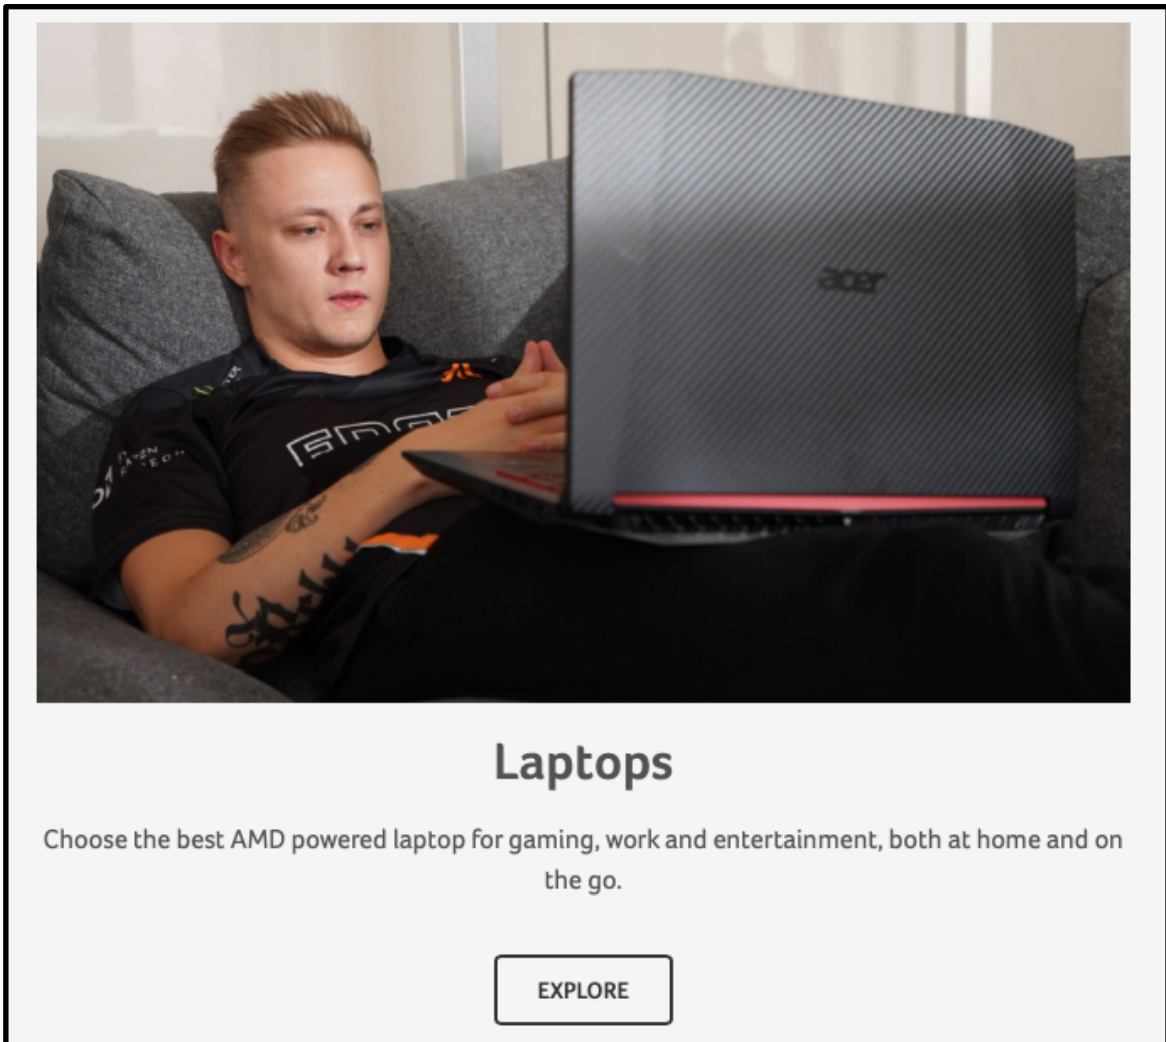 acer
RYZEN
Laptops
Choose the best AMD powered laptop for gaming, work and entertainment, both at home and on
the go.
EXPLORE